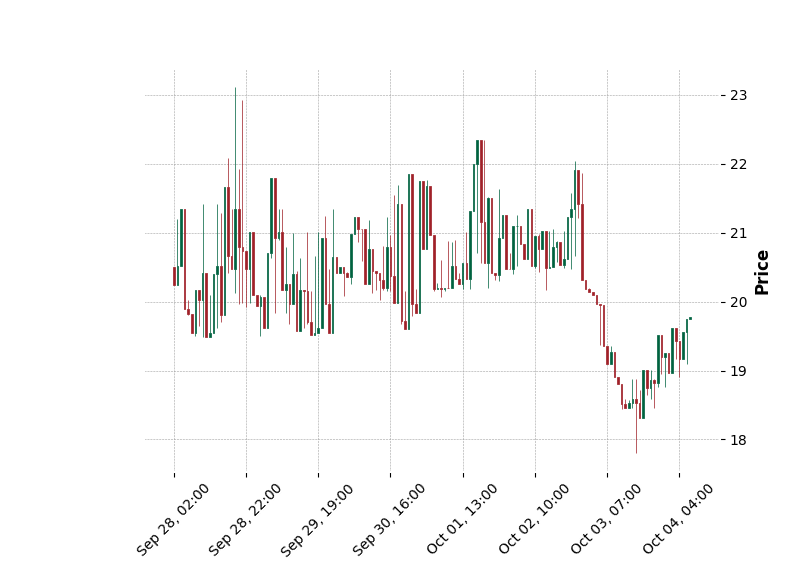 23
22
21
20
19
18
Price
Sep 28, 02:00
Sep 28, 22:00
Sep 29, 19:00
Sep 30, 16:00
Oct 01, 13:00
Oct 02, 10:00
Oct 03, 07:00
Oct 04, 04:00